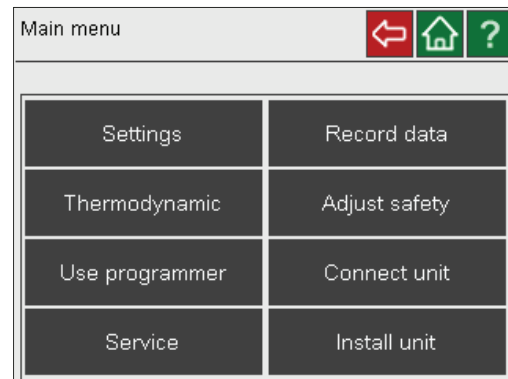 Main menu ?
Settings Record data
Thermodynamic Adjust safety
Use programmer Connect unit
Service Install unit